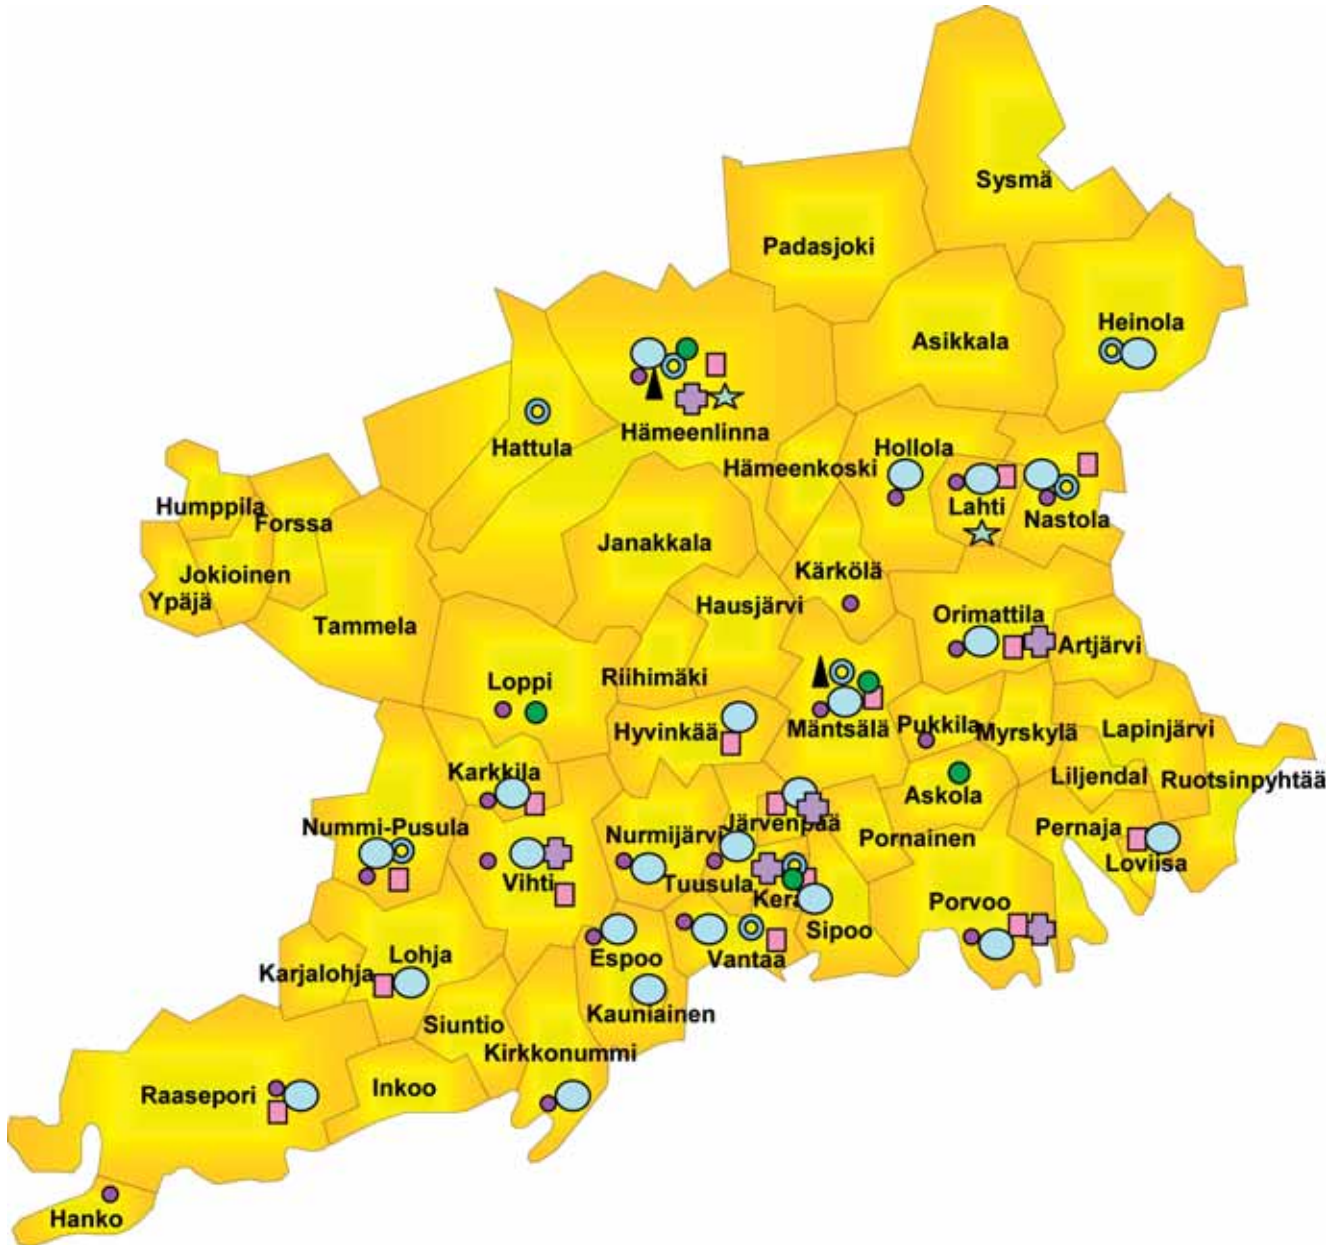 Sysmä
Padasjoki
Heinola
Asikkala
Hämeenlinna
Hattula
Hollola
Hämeenkoski
Lahti
Nastola
Humppila
Forssa
Janakkala
Jokioinen
Kärkölä
Ypäjä
Hausjärvi
Orimattila
Tammela
Artjärvi
Loppi
Riihimäki
Hyvinkää
Mäntsälä
Pukkila
Myrskylä
Lapinjärvi
Karkkila
Liljendal
Ruotsinpyhtää
Askola
Nummi-Pusula
Nurmijärvi
Järvenpää
Pornainen
Pernaja
Loviisa
Vihti
Tuusula
Kera
Porvoo
Sipoo
Lohja
Espoo
Vantaa
Karjalohja
Kauniainen
Siuntio
Kirkkonummi
Raasepori
Inkoo
Hanko